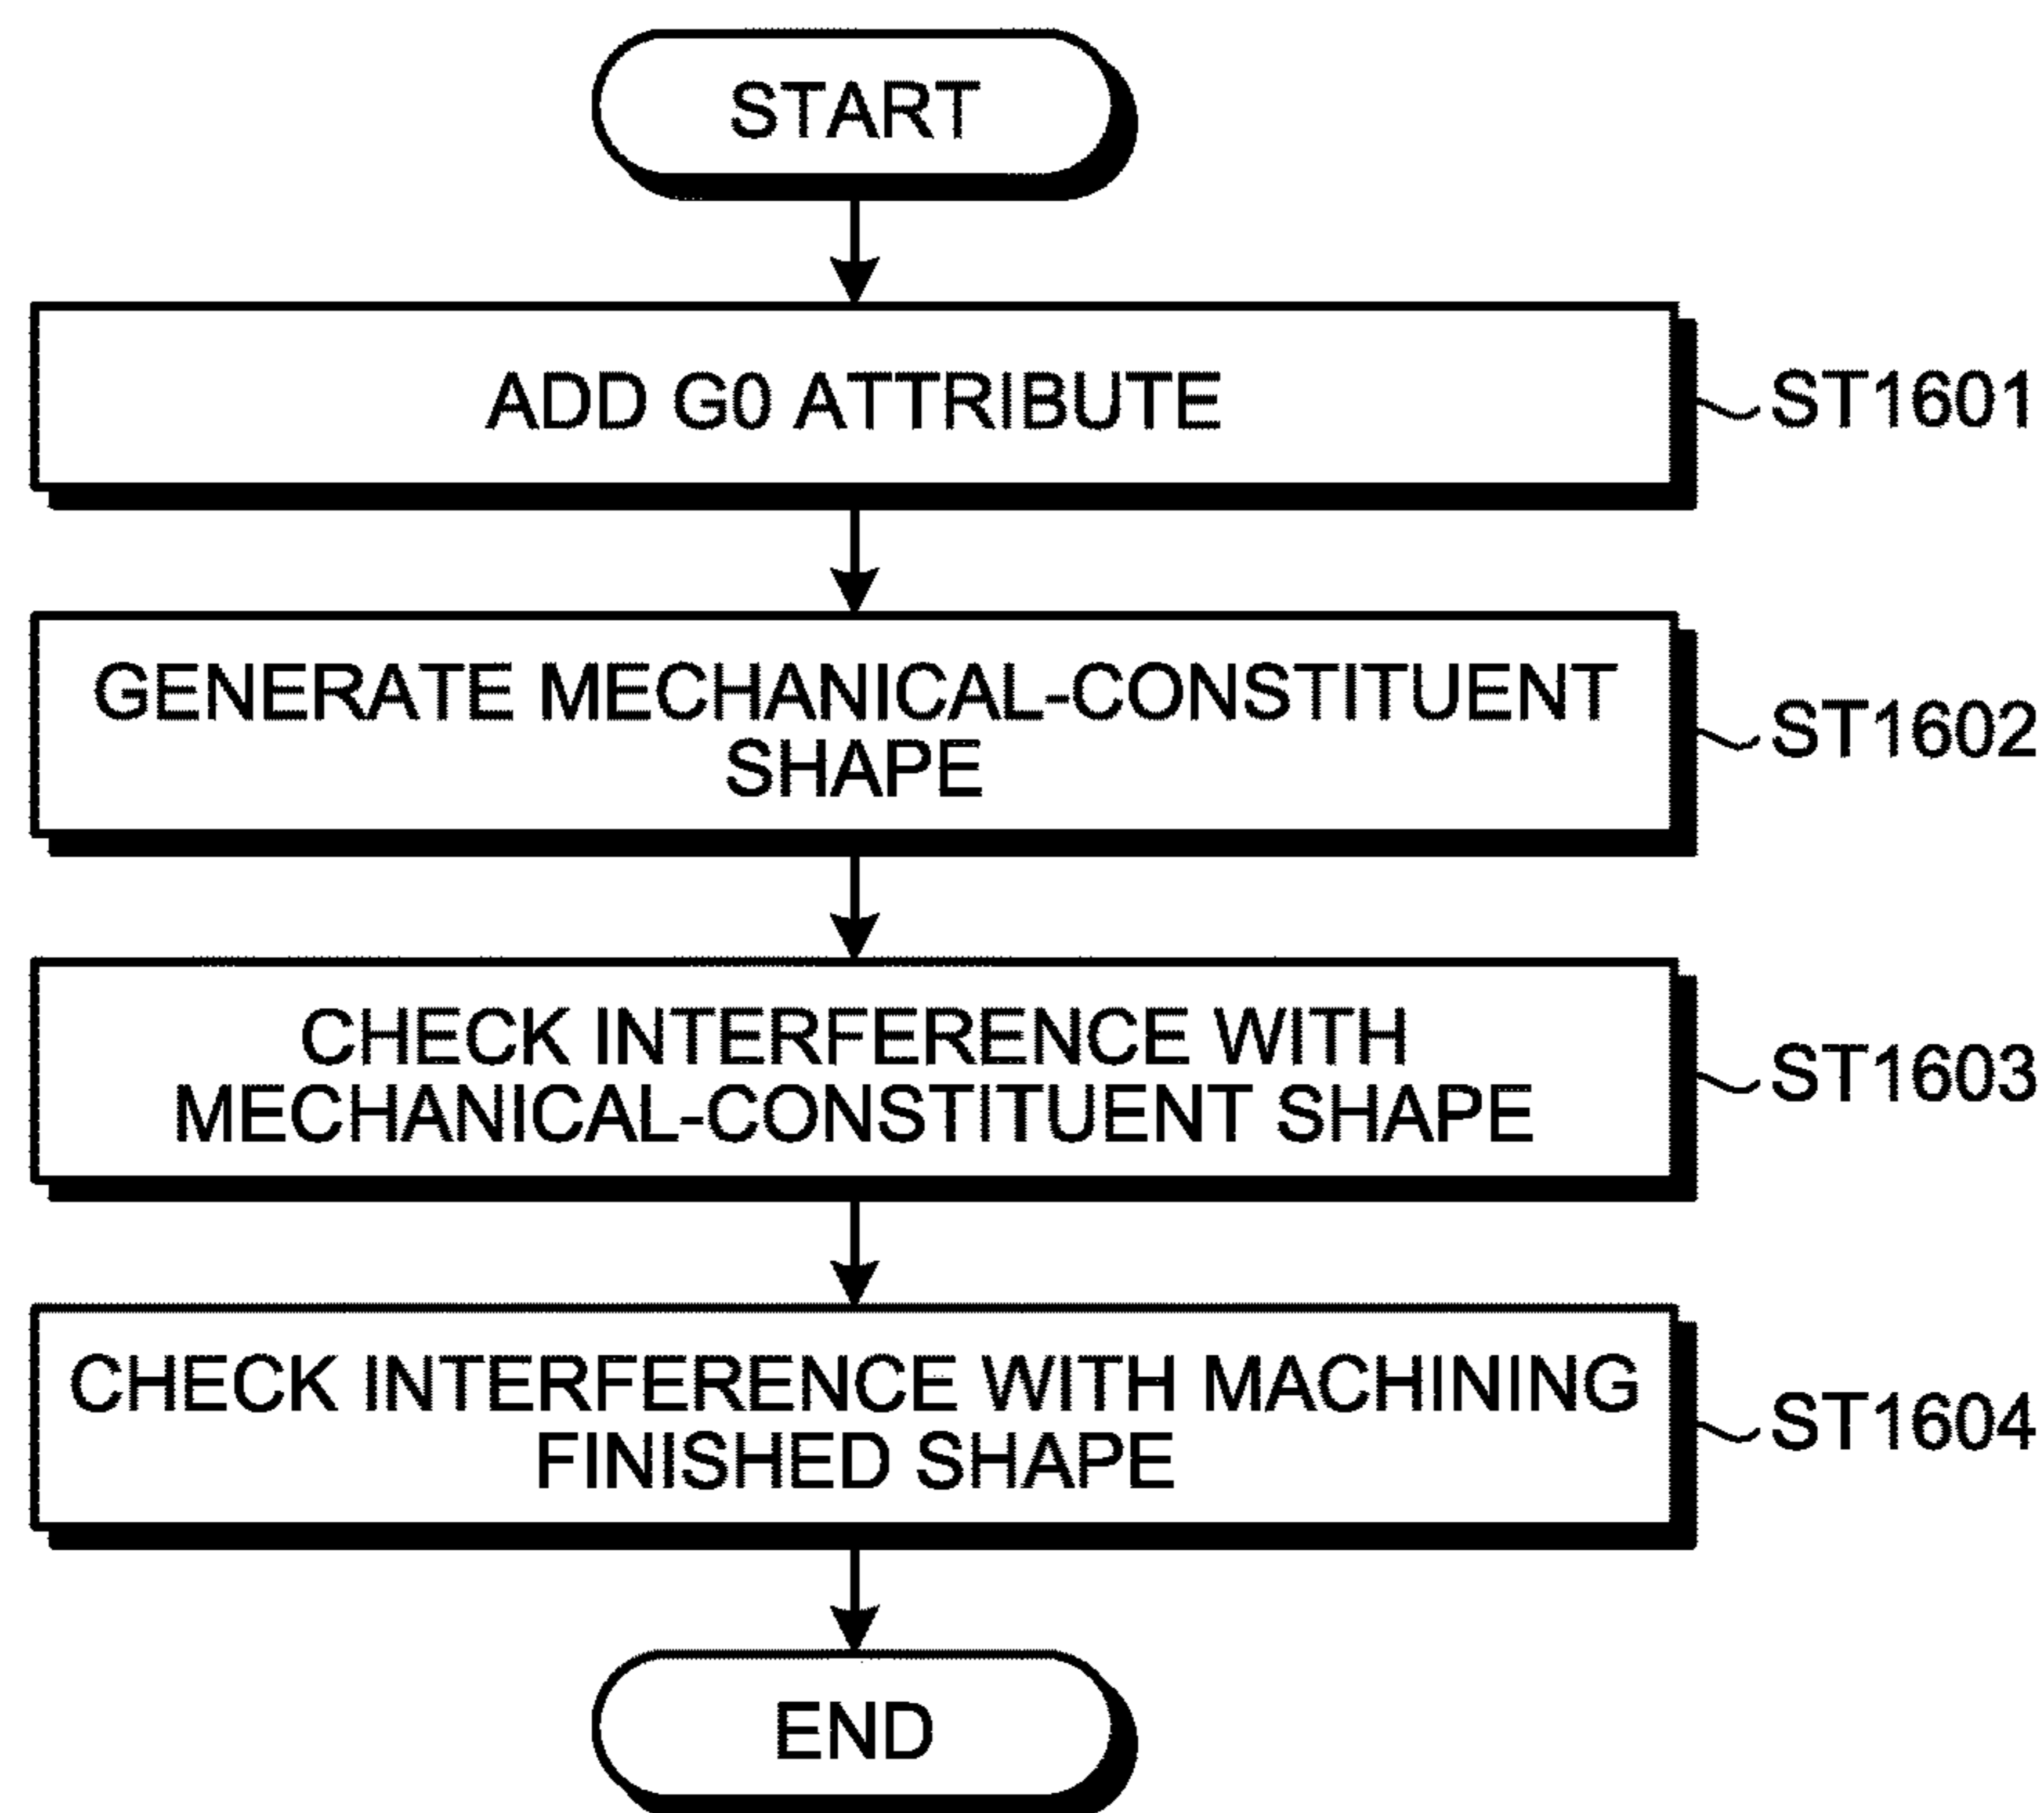 START
ADD G0 ATTRIBUTE
ST1601
GENERATE MECHANICAL-CONSTITUENT
SHAPE
ST1602
CHECK INTERFERENCE WITH
MECHANICAL-CONSTITUENT SHAPE
ST1603
CHECK INTERFERENCE WITH MACHINING
FINISHED SHAPE
ST1604
END